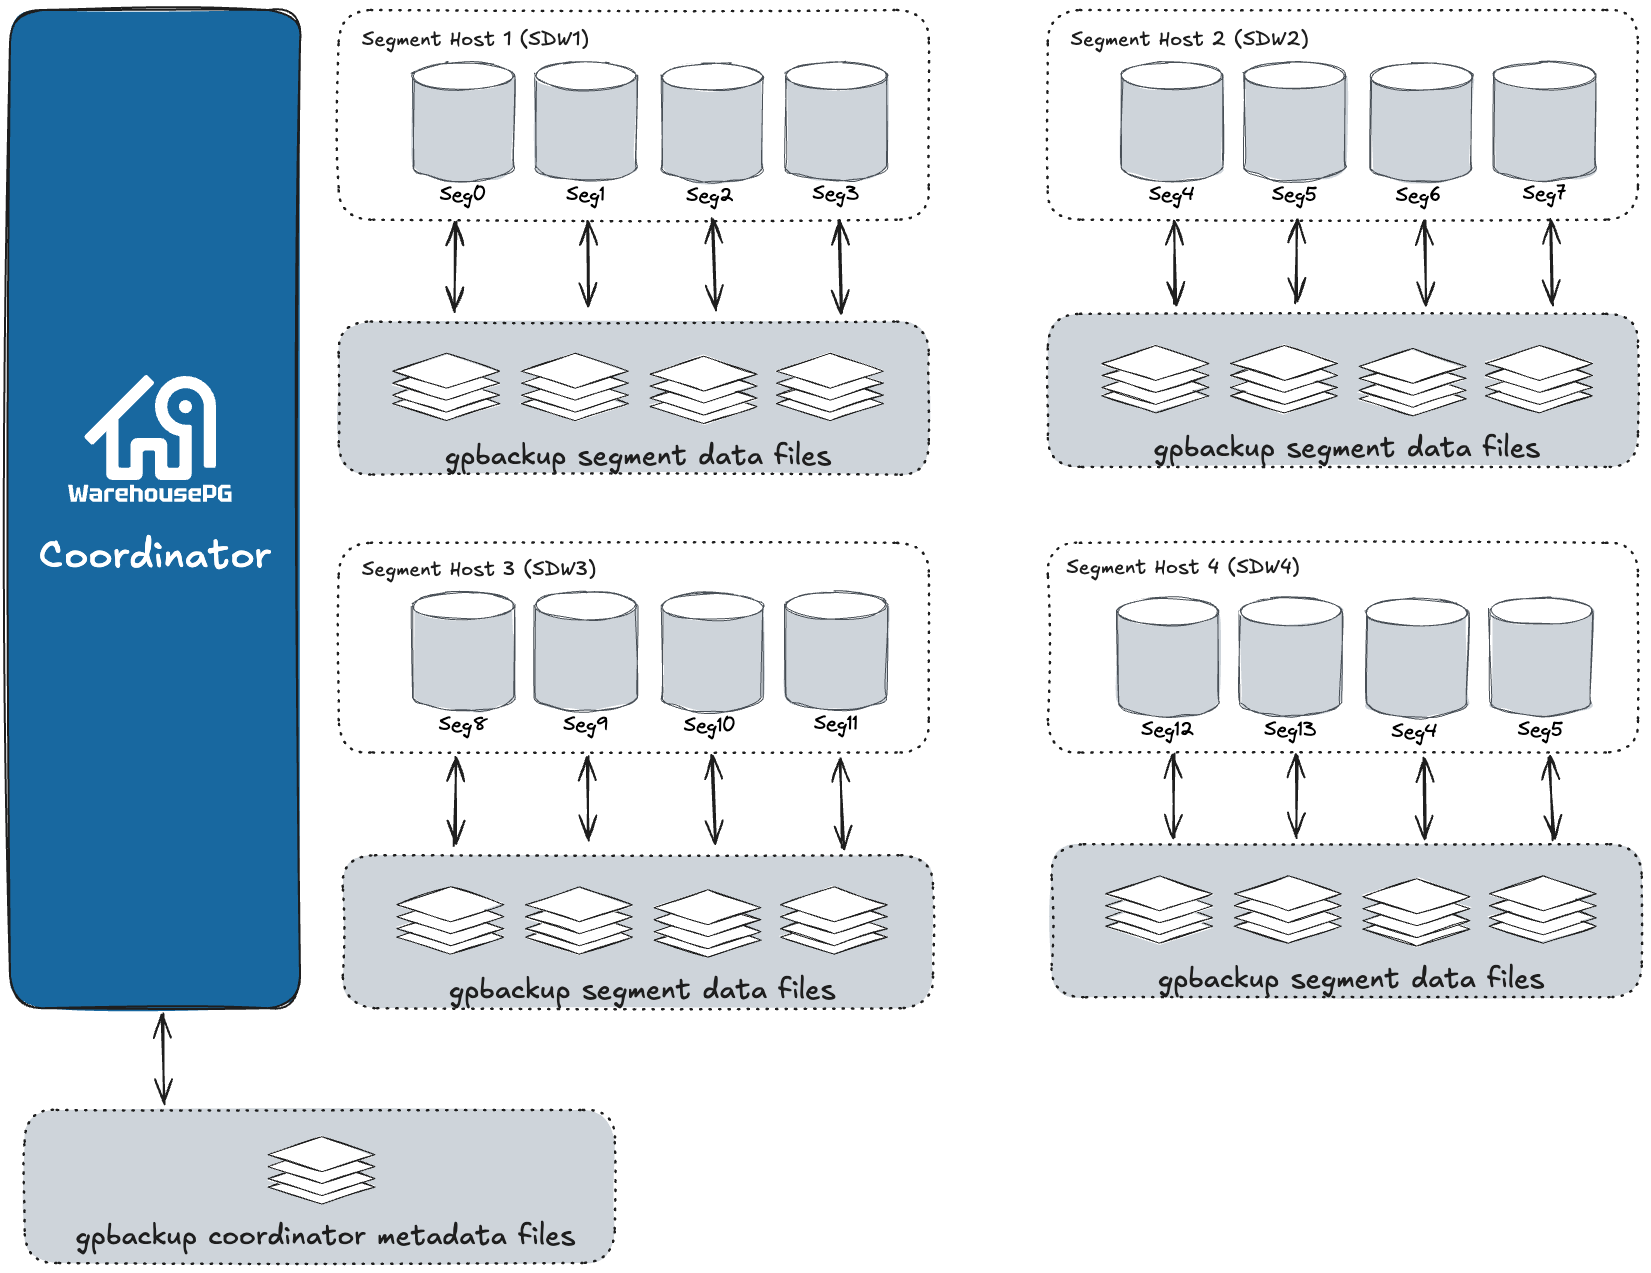 WarehousePG
Coordinator
Segment Host 1 (SDW1)
Seg0 Seg1 Seg2 Seg3
gpbackup segment data files
Segment Host 2 (SDW2)
Seg4 Seg5 Seg6 Seg7
gpbackup segment data files
Segment Host 3 (SDW3)
Seg8 Seg9 Seg10 Seg11
gpbackup segment data files
Segment Host 4 (SDW4)
Seg12 Seg13 Seg4 Seg5
gpbackup segment data files
gpbackup coordinator metadata files